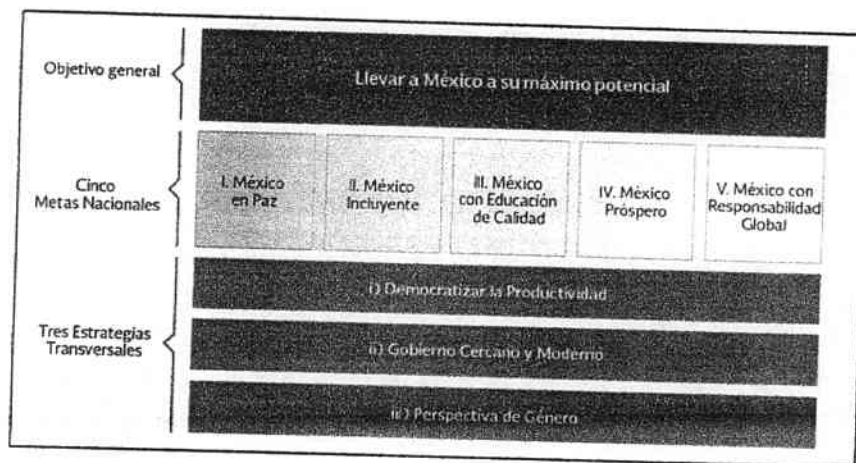 Objetivo general
Llevar a México a su máximo potencial
Cinco
Metas Nacionales
I. México
en Paz
II. México
Incluyente
III. México
con Educación
de Calidad
IV. México
Próspero
V. México con
Responsabilidad
Global
Tres Estrategias
Transversales
i) Democratizar la Productividad
ii) Gobierno Cercano y Moderno
iii) Perspectiva de Género